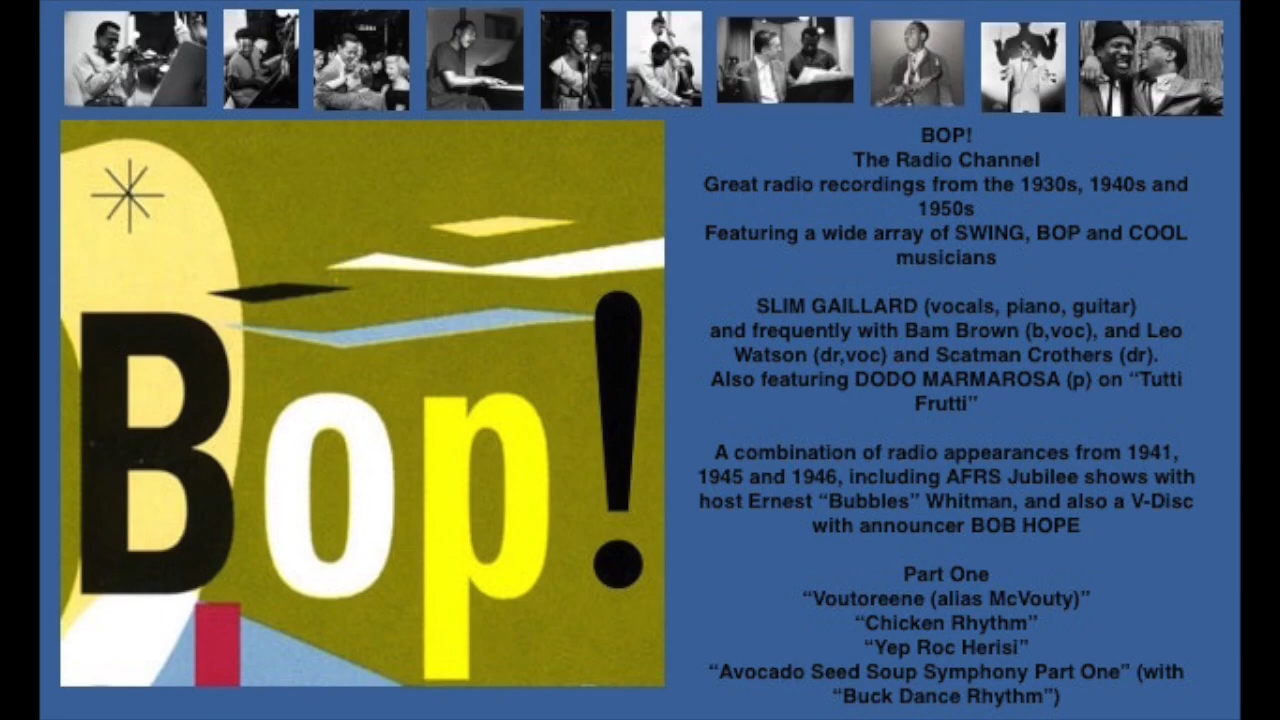 Bop!
BOP!
The Radio Channel
Great radio recordings from the 1930s, 1940s and
1950s
Featuring a wide array of SWING, BOP and COOL
musicians
SLIM GAILLARD (vocals, piano, guitar)
and frequently with Bam Brown (b,voc), and Leo
Watson (dr,voc) and Scatman Crothers (dr).
Also featuring DODO MARMAROSA (p) on “Tutti
Frutti”
A combination of radio appearances from 1941,
1945 and 1946, including AFRS Jubilee shows with
host Ernest “Bubbles” Whitman, and also a V-Disc
with announcer BOB HOPE
Part One
“Voutoreene (alias McVouty)”
“Chicken Rhythm”
“Yep Roc Herisi”
“Avocado Seed Soup Symphony Part One” (with
“Buck Dance Rhythm”)